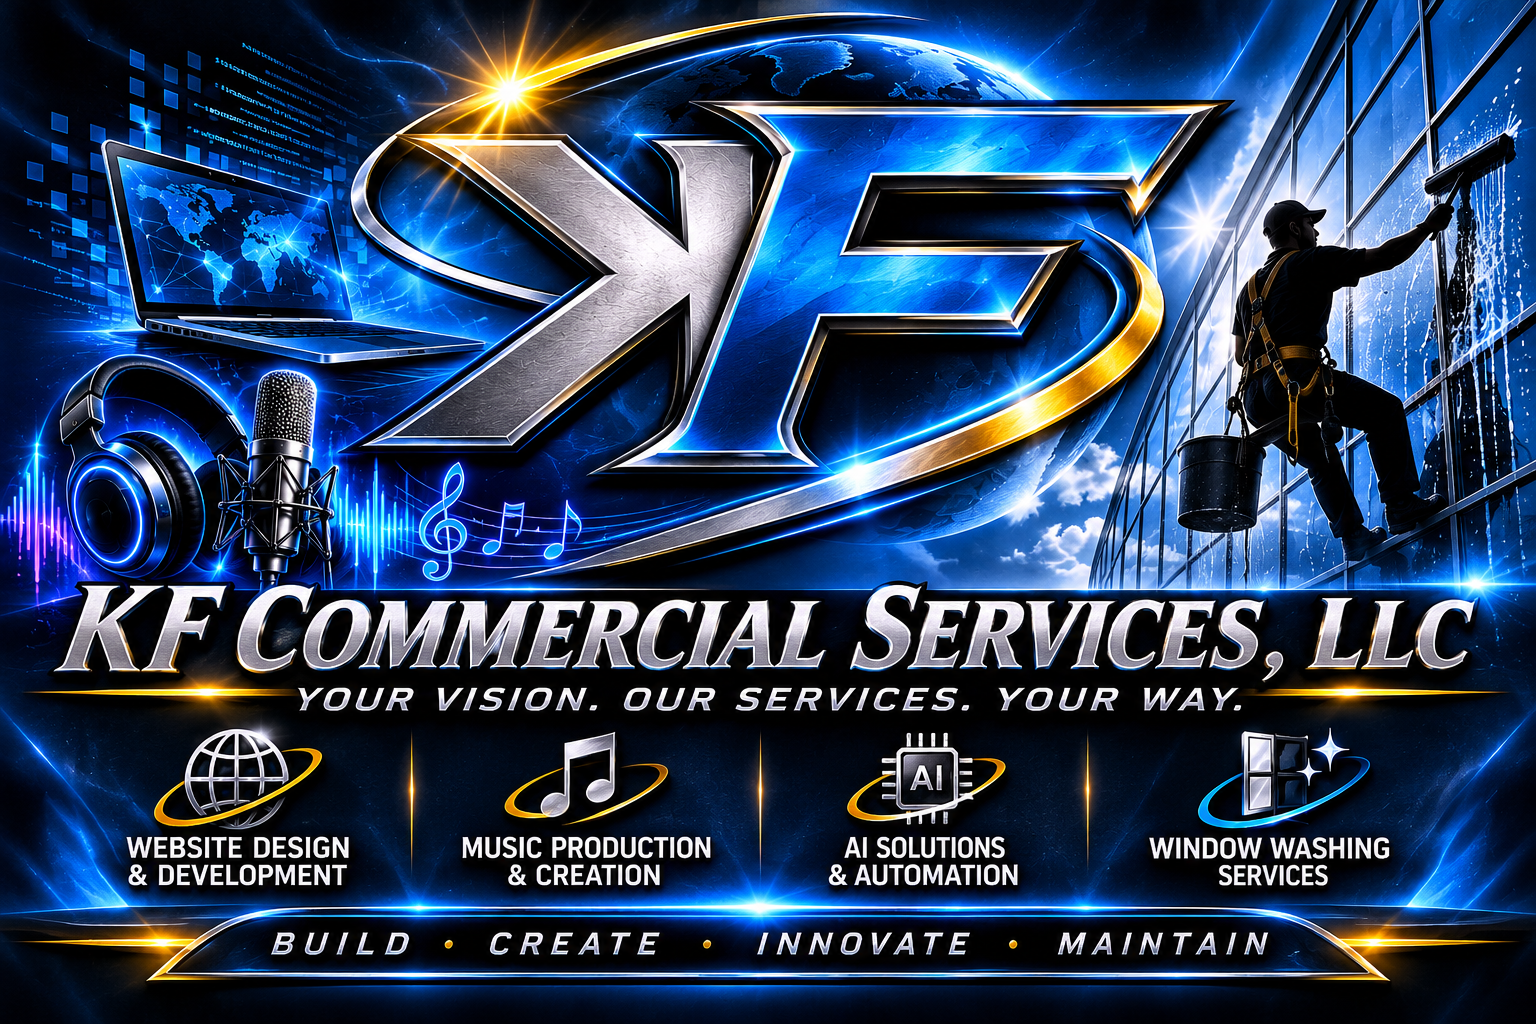 KF
KF COMMERCIAL SERVICES, LLC
YOUR VISION. OUR SERVICES. YOUR WAY.
WEBSITE DESIGN
& DEVELOPMENT
MUSIC PRODUCTION
& CREATION
AI
AI SOLUTIONS
& AUTOMATION
WINDOW WASHING
SERVICES
BUILD • CREATE • INNOVATE • MAINTAIN